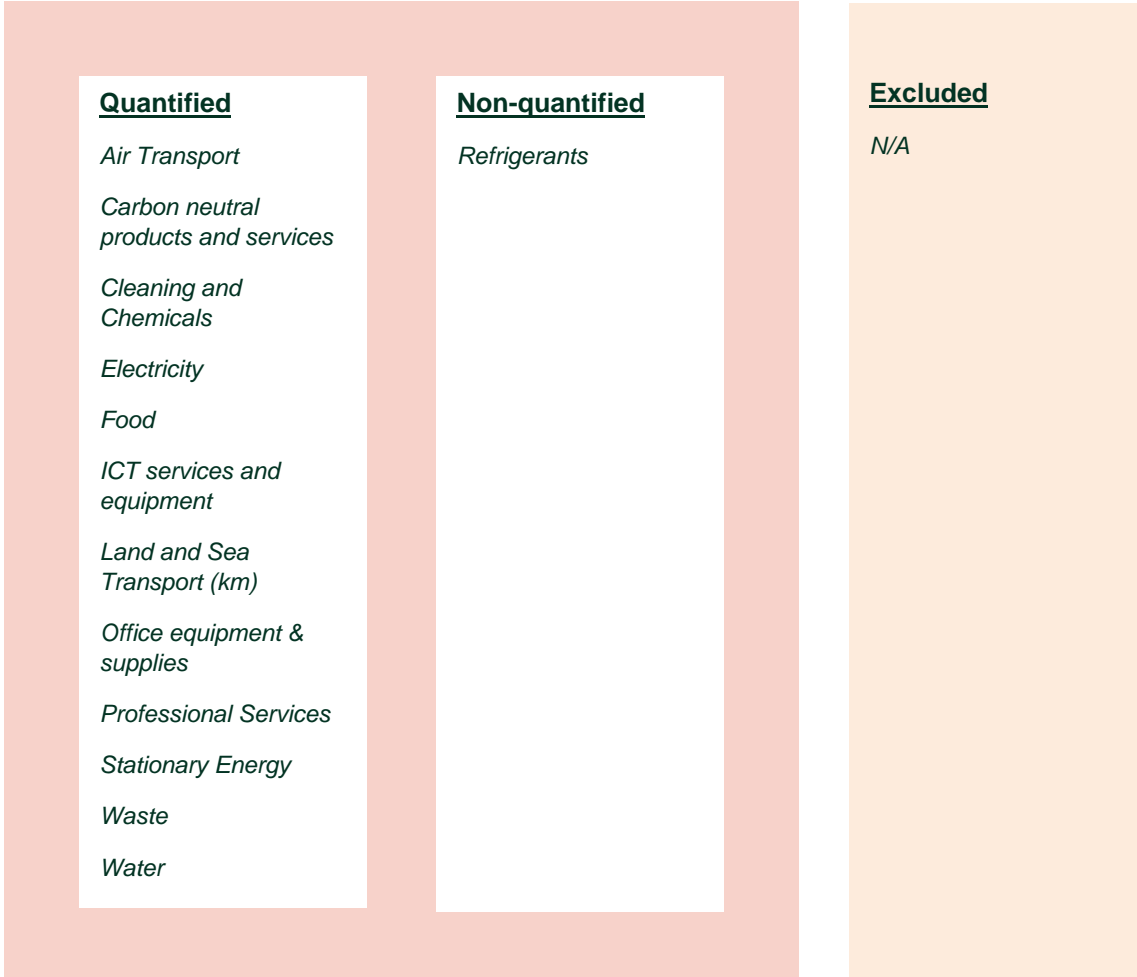 Quantified
Air Transport
Carbon neutral
products and services
Cleaning and
Chemicals
Electricity
Food
ICT services and
equipment
Land and Sea
Transport (km)
Office equipment &
supplies
Professional Services
Stationary Energy
Waste
Water
Non-quantified
Refrigerants
Excluded
N/A